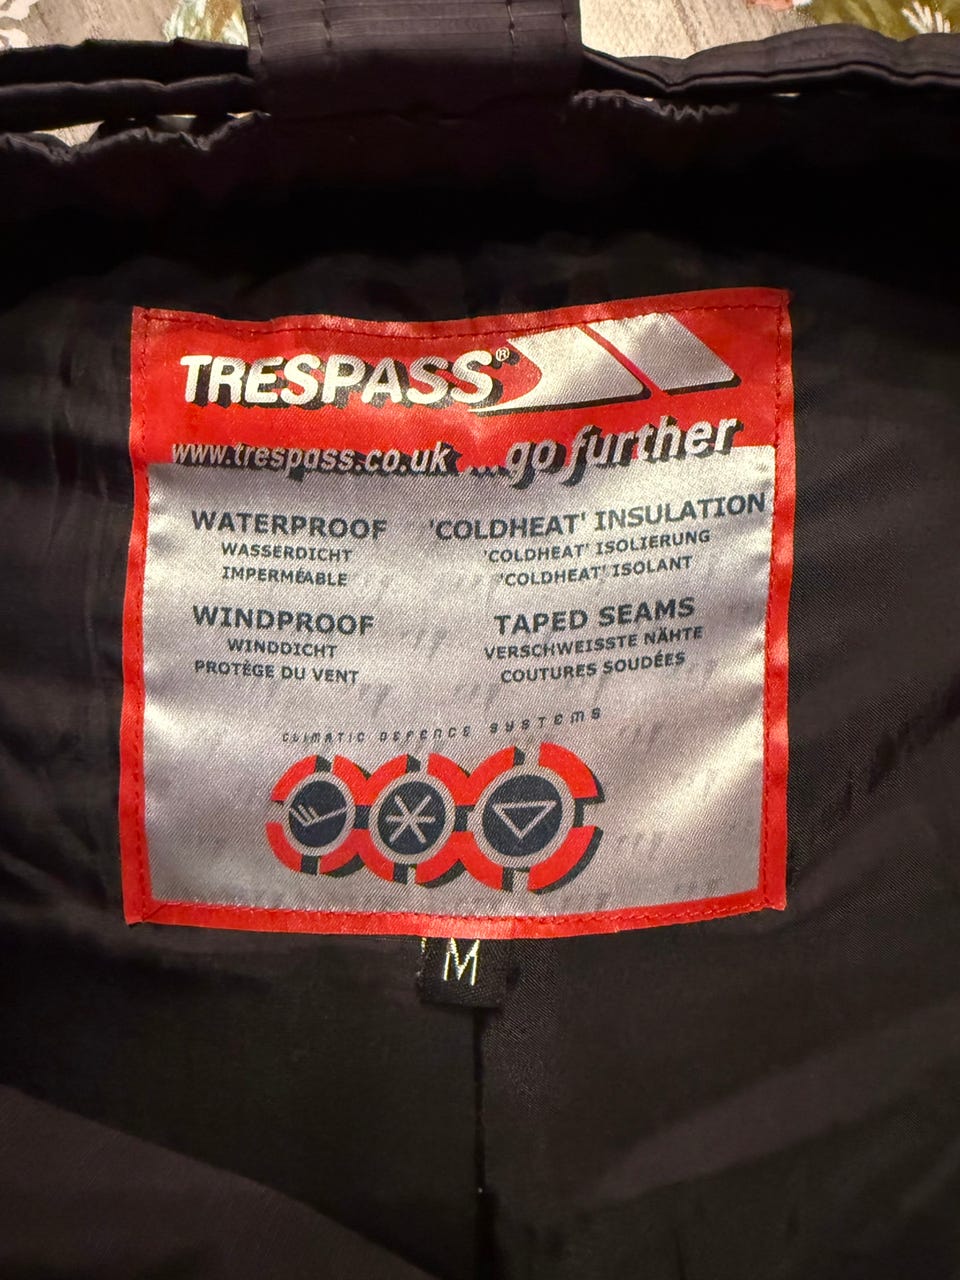 TRESPASS®
www.trespass.co.uk ...go further
WATERPROOF
WASSERDICHT
IMPERMÉABLE
'COLDHEAT' INSULATION
'COLDHEAT' ISOLIERUNG
'COLDHEAT' ISOLANT
WINDPROOF
WINDDICHT
PROTÈGE DU VENT
TAPED SEAMS
VERSCHWEISSTE NÄHTE
COUTURES SOUDÉES
CLIMATIC DEFENCE SYSTEMS
M